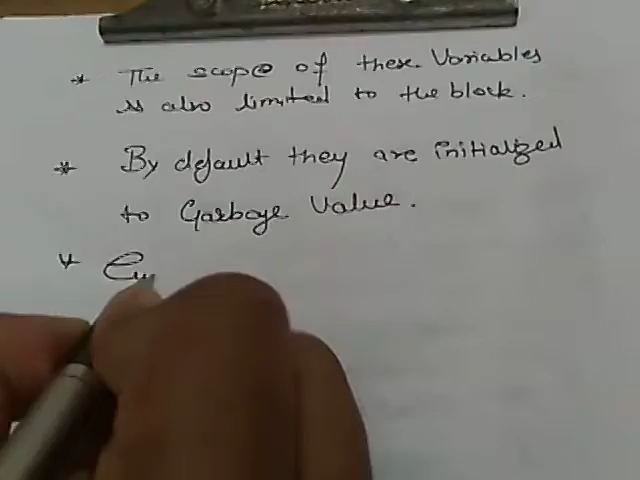 * The scope of these Variables
is also limited to the block.
* By default they are initialized
to Garbage Value.
*